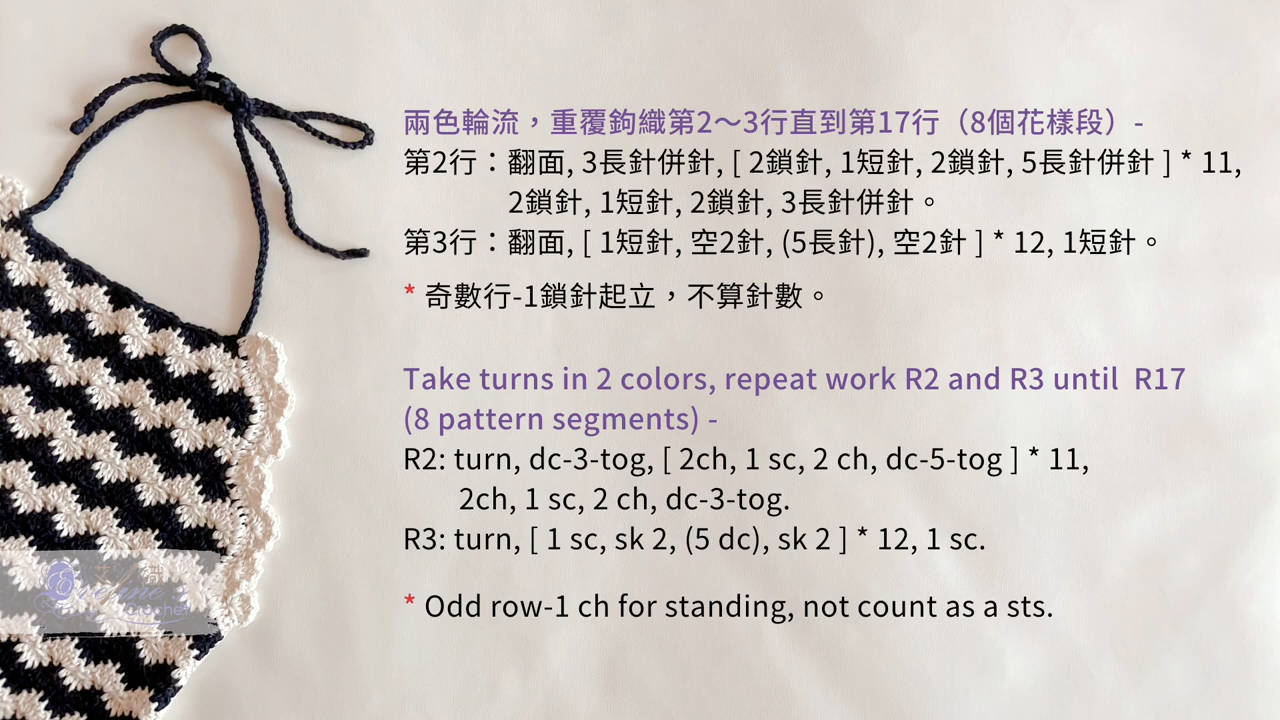 兩色輪流，重覆鉤織第2～3行直到第17行（8個花樣段）-
第2行：翻面, 3長針併針, [ 2鎖針, 1短針, 2鎖針, 5長針併針 ] * 11,
2鎖針, 1短針, 2鎖針, 3長針併針。
第3行：翻面, [ 1短針, 空2針, (5長針), 空2針 ] * 12, 1短針。
* 奇數行-1鎖針起立，不算針數。
Take turns in 2 colors, repeat work R2 and R3 until R17
(8 pattern segments) -
R2: turn, dc-3-tog, [ 2ch, 1 sc, 2 ch, dc-5-tog ] * 11,
2ch, 1 sc, 2 ch, dc-3-tog.
R3: turn, [ 1 sc, sk 2, (5 dc), sk 2 ] * 12, 1 sc.
* Odd row-1 ch for standing, not count as a sts.
Crochet